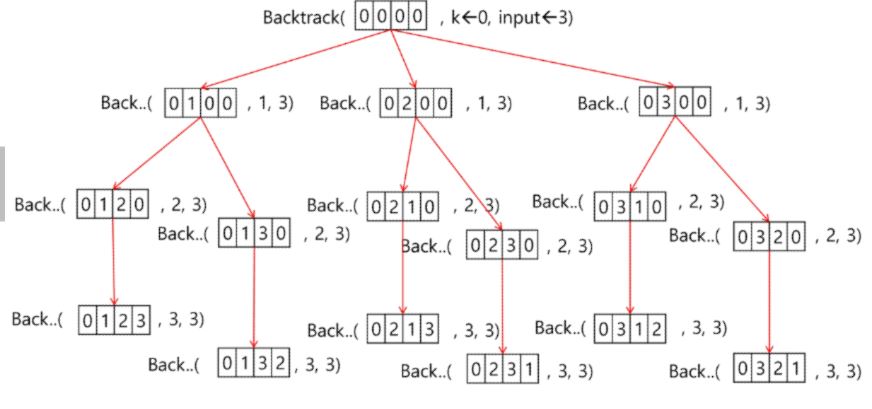 Backtrack( 0 0 0 0 , k←0, input←3)
Back..( 0 1 0 0 , 1, 3)
Back..( 0 2 0 0 , 1, 3)
Back..( 0 3 0 0 , 1, 3)
Back..( 0 1 2 0 , 2, 3)
Back..( 0 1 3 0 , 2, 3)
Back..( 0 2 1 0 , 2, 3)
Back..( 0 2 3 0 , 2, 3)
Back..( 0 3 1 0 , 2, 3)
Back..( 0 3 2 0 , 2, 3)
Back..( 0 1 2 3 , 3, 3)
Back..( 0 1 3 2 , 3, 3)
Back..( 0 2 1 3 , 3, 3)
Back..( 0 2 3 1 , 3, 3)
Back..( 0 3 1 2 , 3, 3)
Back..( 0 3 2 1 , 3, 3)